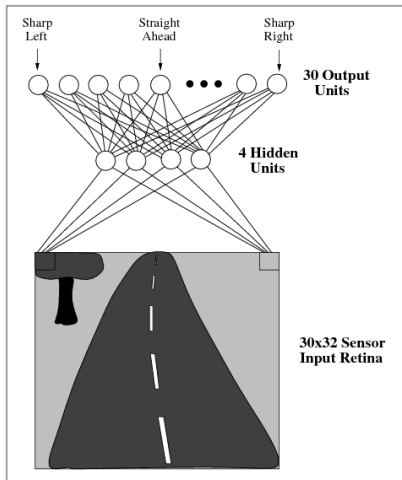 Sharp
Left
Straight
Ahead
Sharp
Right
30 Output
Units
4 Hidden
Units
30x32 Sensor
Input Retina